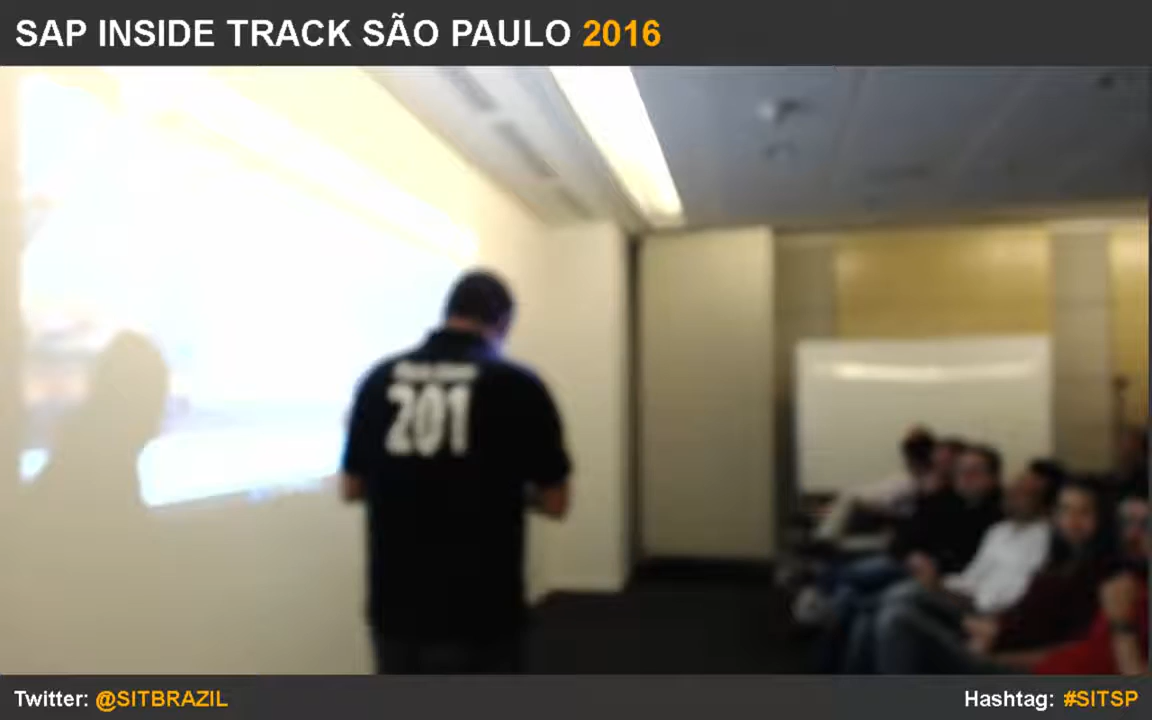 SAP INSIDE TRACK SÃO PAULO 2016
201
Twitter: @SITBRAZIL
Hashtag: #SITSP